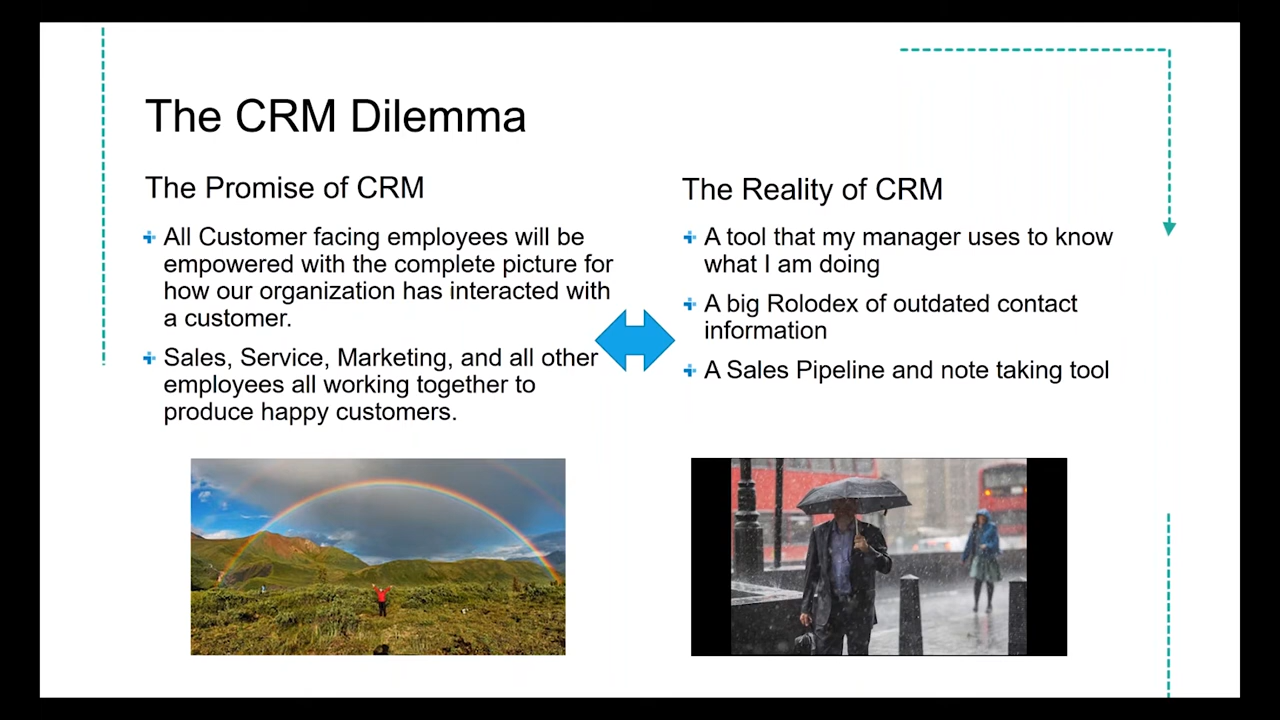 The CRM Dilemma
The Promise of CRM
All Customer facing employees will be
empowered with the complete picture for
how our organization has interacted with
a customer.
Sales, Service, Marketing, and all other
employees all working together to
produce happy customers.
The Reality of CRM
A tool that my manager uses to know
what I am doing
A big Rolodex of outdated contact
information
A Sales Pipeline and note taking tool